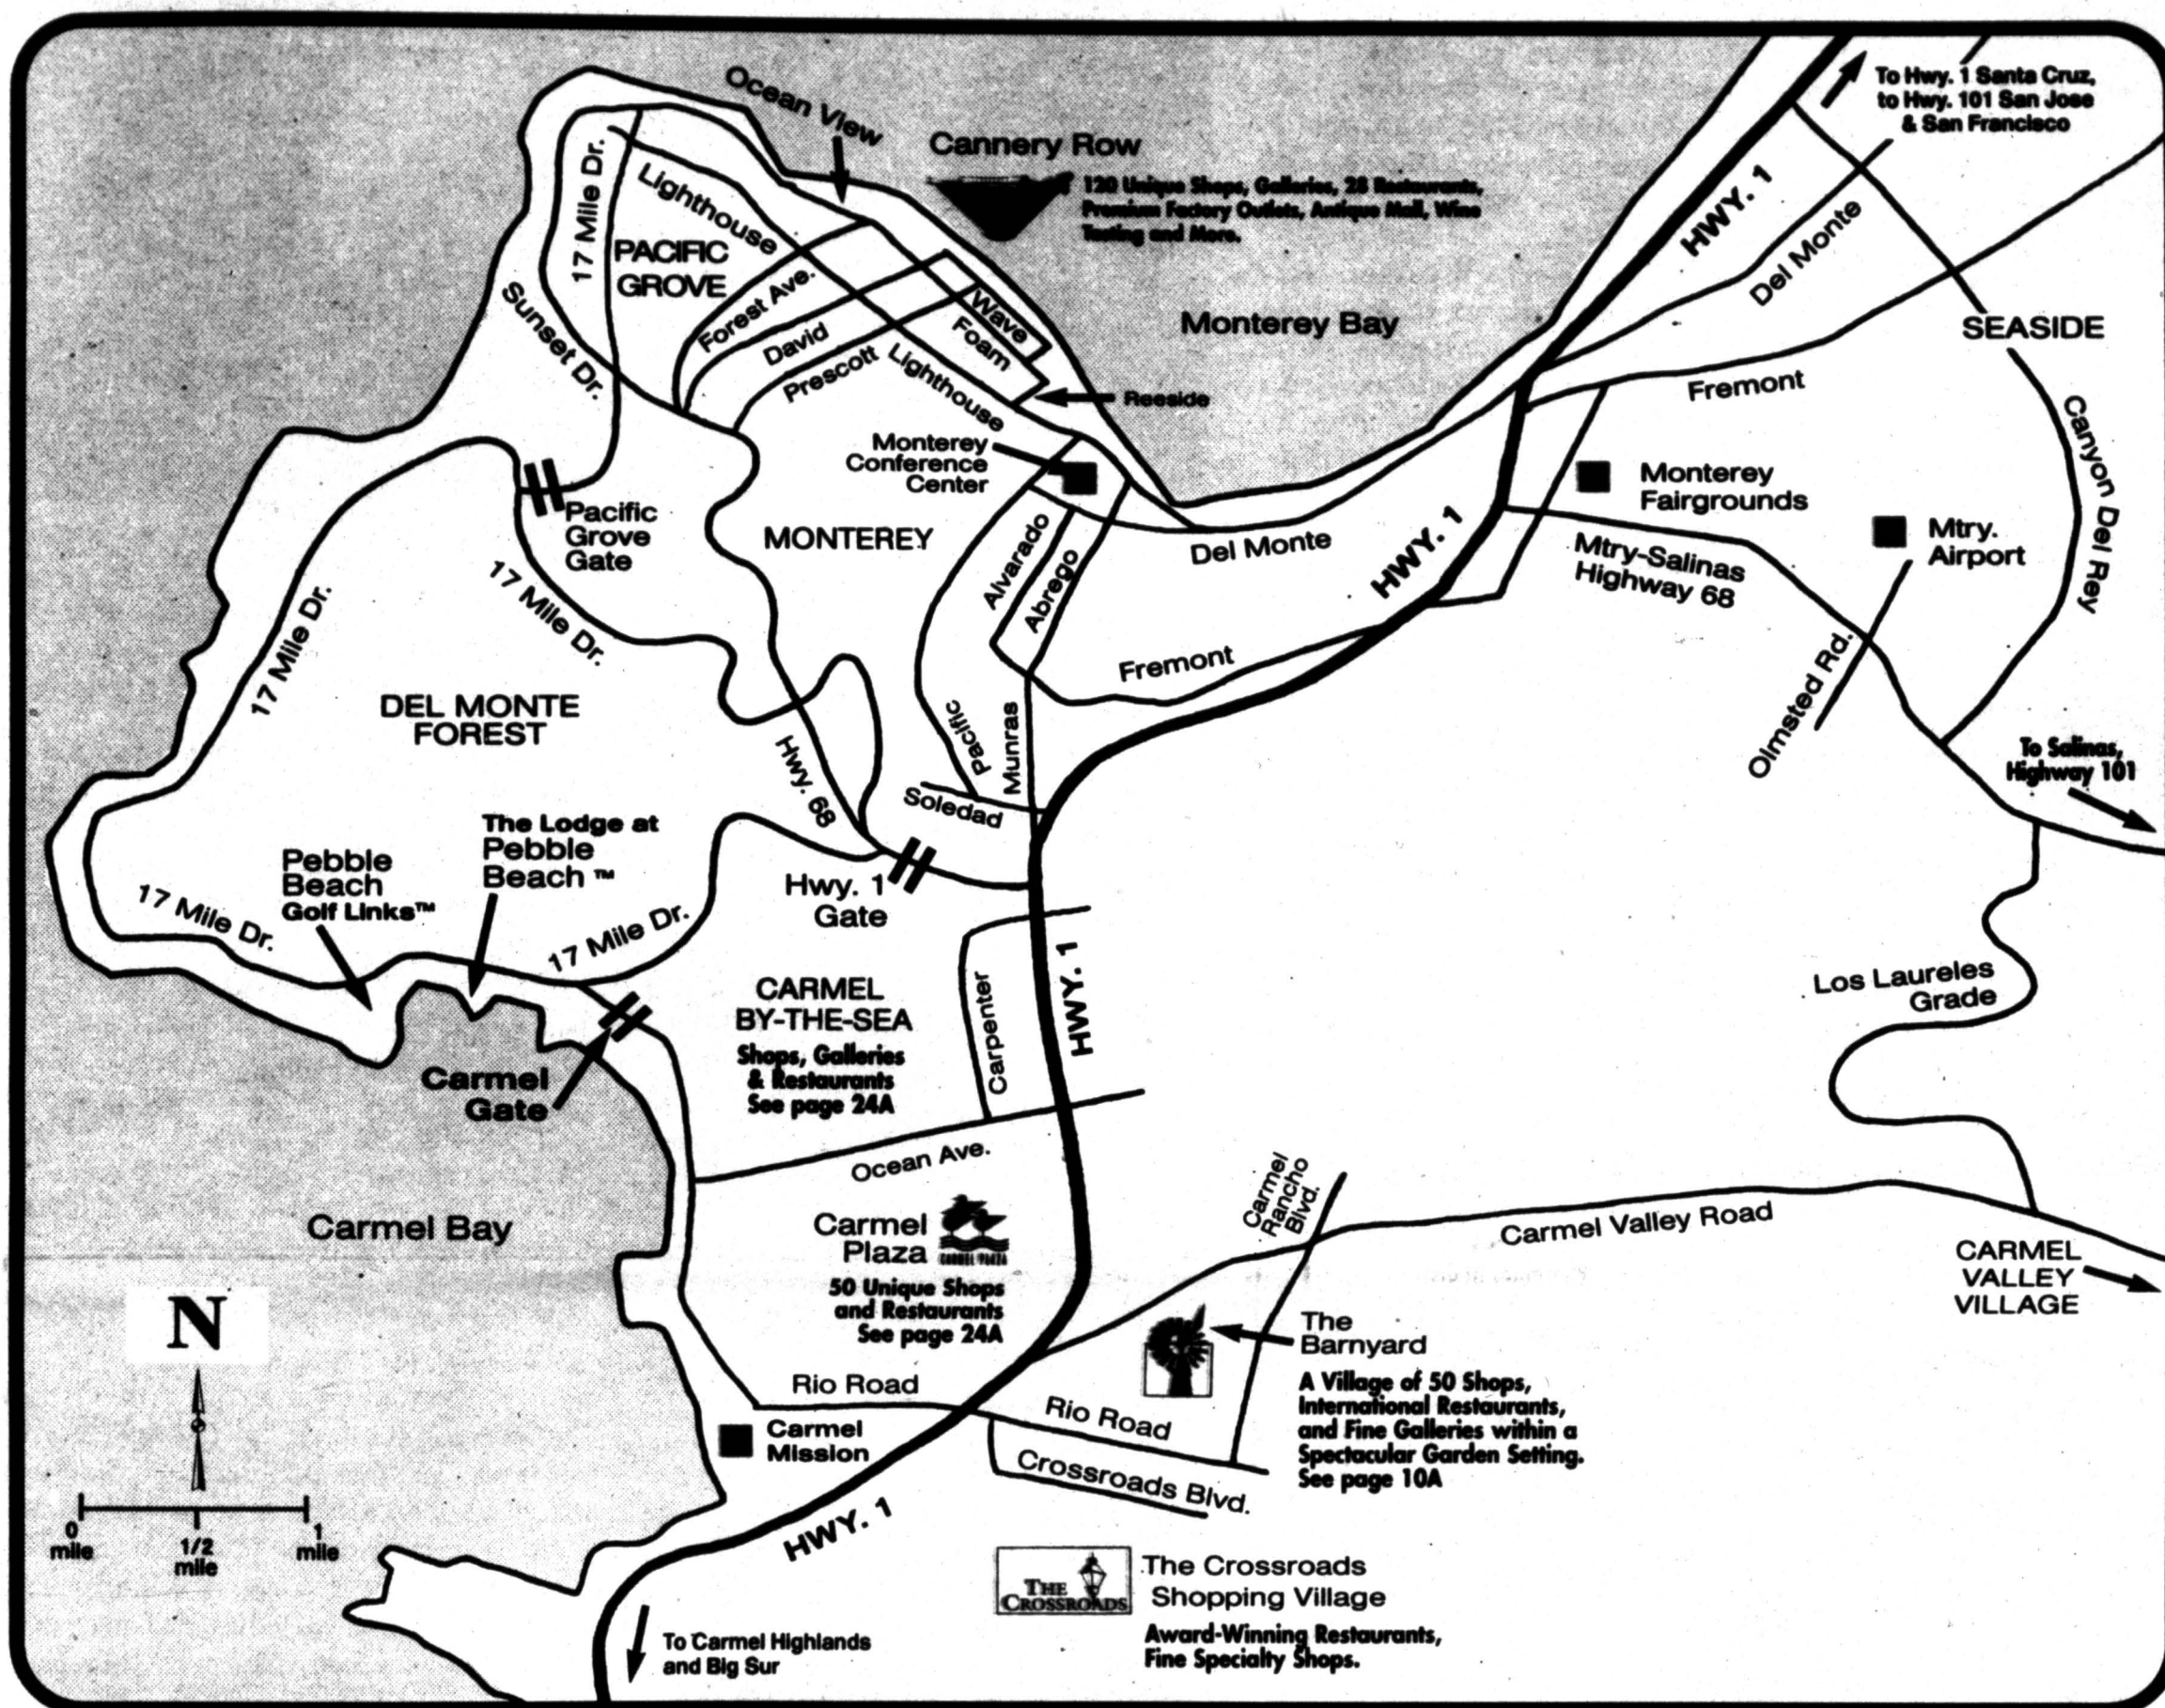 Ocean View
To Hwy. 1 Santa Cruz,
to Hwy. 101 San Jose
& San Francisco
Cannery Row
120 Unique Shops, Galleries, 28 Restaurants,
Premium Factory Outlets, Antique Mall, Wine
Tasting and More.
17 Mile Dr.
Lighthouse
PACIFIC
GROVE
HWY. 1
Del Monte
Forest Ave.
David
Prescott
Lighthouse
Wave
Foam
Sunset Dr.
Monterey Bay
SEASIDE
Reeside
Fremont
Canyon Del Rey
Monterey
Conference
Center
Monterey
Fairgrounds
Pacific
Grove
Gate
MONTEREY
Alvarado
Abrego
Del Monte
HWY. 1
Mtry-Salinas
Highway 68
Mtry.
Airport
17 Mile Dr.
17 Mile Dr.
Fremont
Olmsted Rd.
DEL MONTE
FOREST
Hwy. 68
Pacific
Munras
Soledad
To Salinas,
Highway 101
The Lodge at
Pebble
Beach ™
Pebble
Beach
Golf Links™
17 Mile Dr.
17 Mile Dr.
Hwy. 1
Gate
HWY. 1
Los Laureles
Grade
CARMEL
BY-THE-SEA
Shops, Galleries
& Restaurants
See page 24A
Carpenter
Carmel
Gate
Ocean Ave.
Carmel
Rancho
Blvd.
Carmel Valley Road
Carmel Bay
Carmel
Plaza
CARMEL PLAZA
50 Unique Shops
and Restaurants
See page 24A
CARMEL
VALLEY
VILLAGE
N
The
Barnyard
A Village of 50 Shops,
International Restaurants,
and Fine Galleries within a
Spectacular Garden Setting.
See page 10A
Rio Road
Rio Road
Carmel
Mission
Crossroads Blvd.
0
mile
1/2
mile
1
mile
HWY. 1
THE
CROSSROADS
The Crossroads
Shopping Village
Award-Winning Restaurants,
Fine Specialty Shops.
To Carmel Highlands
and Big Sur